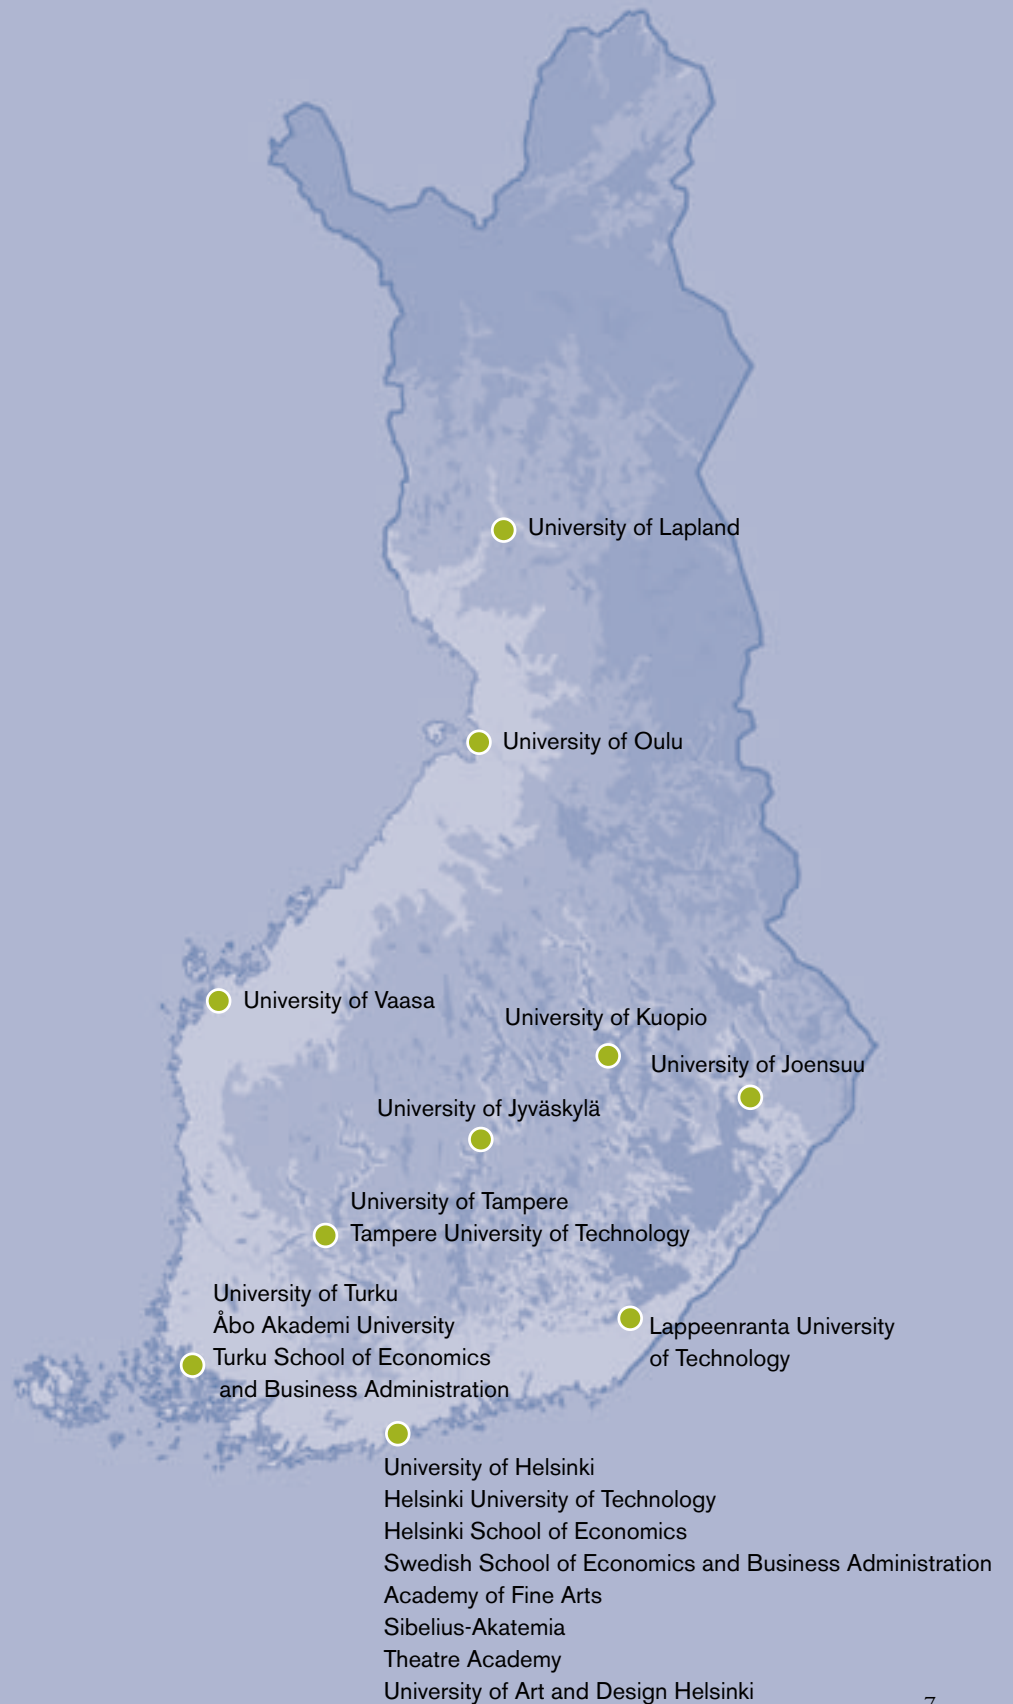 University of Lapland
University of Oulu
University of Vaasa
University of Kuopio
University of Joensuu
University of Jyväskylä
University of Tampere
Tampere University of Technology
University of Turku
Åbo Akademi University
Turku School of Economics
and Business Administration
Lappeenranta University
of Technology
University of Helsinki
Helsinki University of Technology
Helsinki School of Economics
Swedish School of Economics and Business Administration
Academy of Fine Arts
Sibelius-Akatemia
Theatre Academy
University of Art and Design Helsinki
7